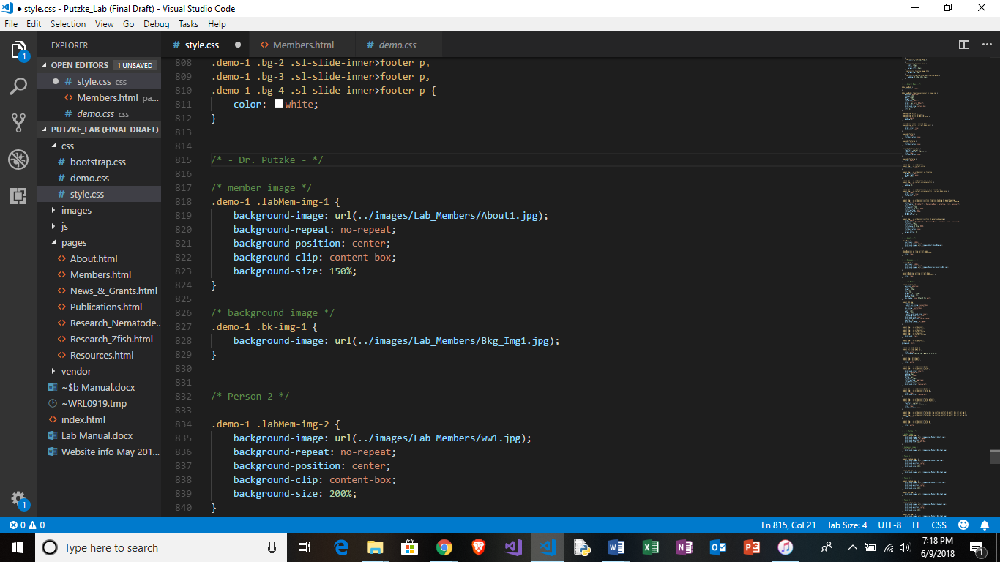 ● style.css - Putzke_Lab (Final Draft) - Visual Studio Code
File Edit Selection View Go Debug Tasks Help
1
EXPLORER
OPEN EDITORS 1 UNSAVED
● # style.css css
<> Members.html pa...
# demo.css css
PUTZKE_LAB (FINAL DRAFT)
css
# bootstrap.css
# demo.css
# style.css
images
js
pages
<> About.html
<> Members.html
<> News_&_Grants.html
<> Publications.html
<> Research_Nematode...
<> Research_Zfish.html
<> Resources.html
vendor
~$b Manual.docx
~WRL0919.tmp
<> index.html
Lab Manual.docx
Website info May 201...
1
# style.css ● <> Members.html # demo.css
808 .demo-1 .bg-2 .sl-slide-inner>footer p,
809 .demo-1 .bg-3 .sl-slide-inner>footer p,
810 .demo-1 .bg-4 .sl-slide-inner>footer p {
811 color: white;
812 }
813
814
815 /* - Dr. Putzke - */
816
817 /* member image */
818 .demo-1 .labMem-img-1 {
819 background-image: url(../images/Lab_Members/About1.jpg);
820 background-repeat: no-repeat;
821 background-position: center;
822 background-clip: content-box;
823 background-size: 150%;
824 }
825
826 /* background image */
827 .demo-1 .bk-img-1 {
828 background-image: url(../images/Lab_Members/Bkg_Img1.jpg);
829 }
830
831
832 /* Person 2 */
833
834 .demo-1 .labMem-img-2 {
835 background-image: url(../images/Lab_Members/ww1.jpg);
836 background-repeat: no-repeat;
837 background-position: center;
838 background-clip: content-box;
839 background-size: 200%;
840 }
0 0 Ln 815, Col 21 Tab Size: 4 UTF-8 LF CSS
Type here to search
7:18 PM
6/9/2018
1